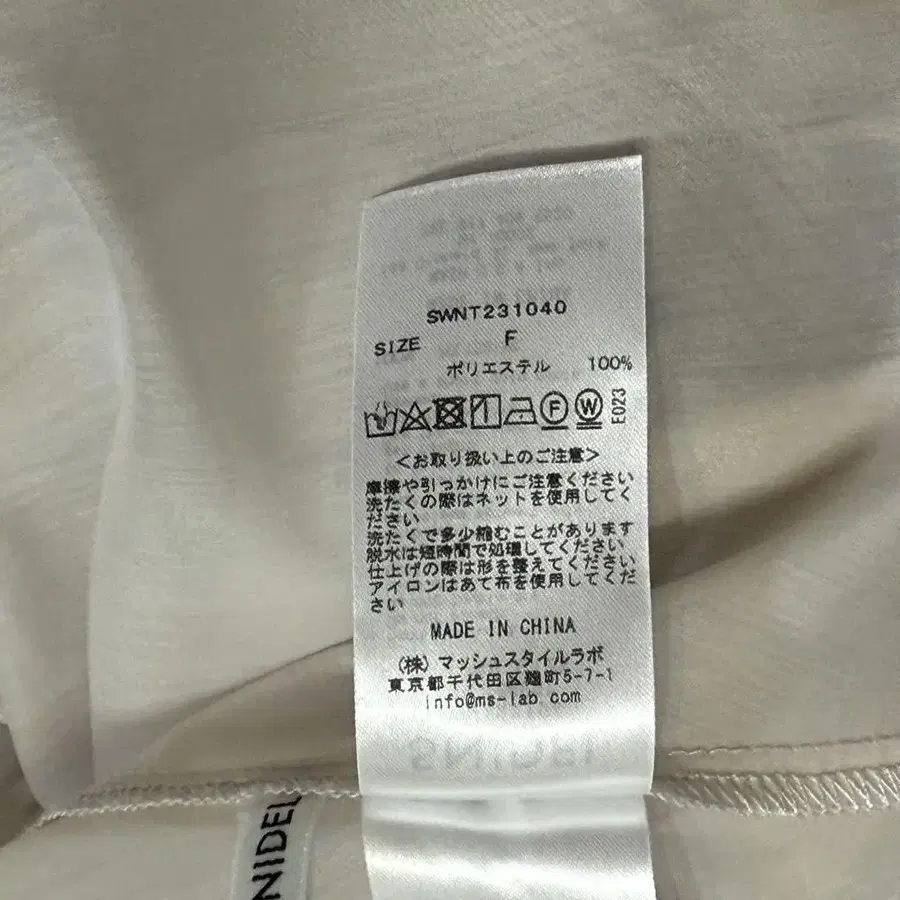 SWNT231040
SIZE F
ポリエステル 100%
F W E023
<お取り扱い上のご注意>
摩擦や引っかけにご注意ください
洗たくの際はネットを使用してく
ださい
洗たくで多少縮むことがあります
脱水は短時間で処理してください
仕上げの際は形を整えてください
アイロンはあて布を使用してくだ
さい
MADE IN CHINA
(株)マッシュスタイルラボ
東京都千代田区麹町5-7-1
info@ms-lab.com
NIDEL